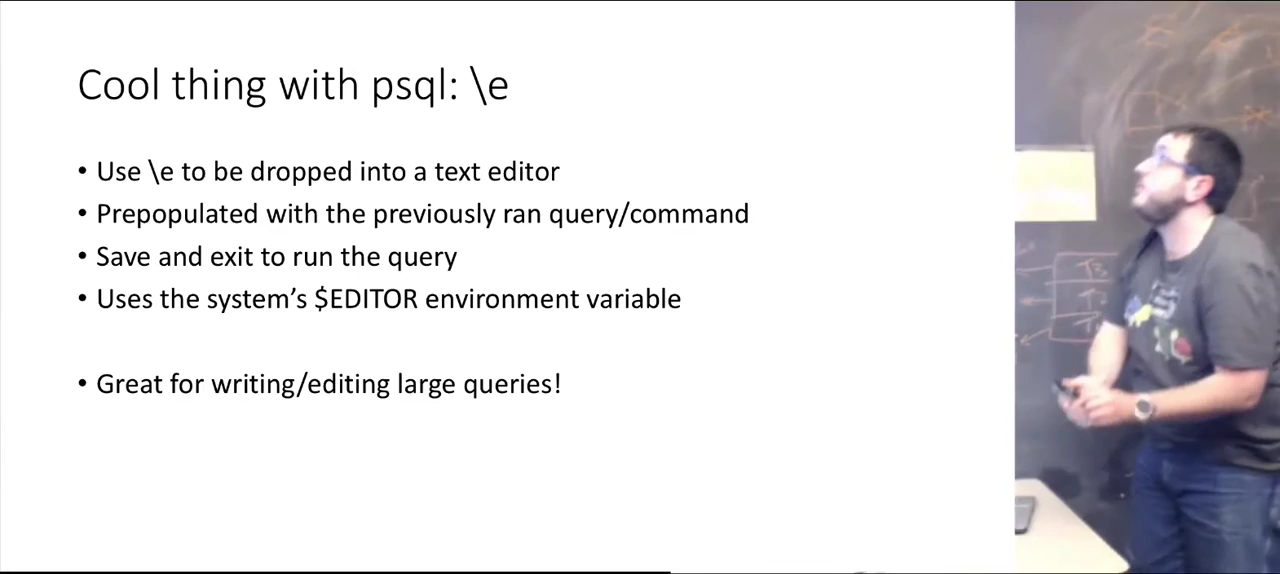 Cool thing with psql: \e
• Use \e to be dropped into a text editor
• Prepopulated with the previously ran query/command
• Save and exit to run the query
• Uses the system’s $EDITOR environment variable
• Great for writing/editing large queries!